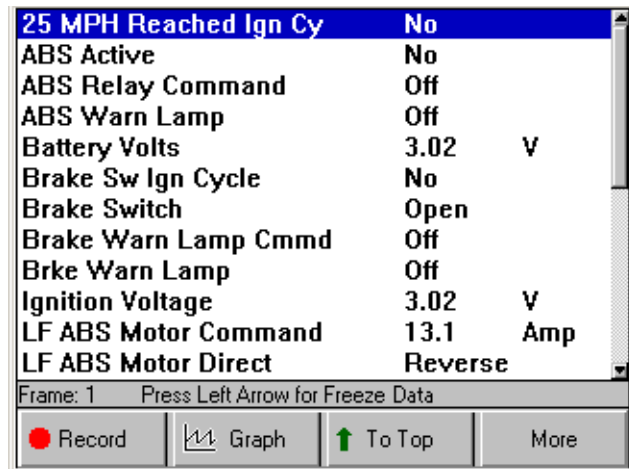 25 MPH Reached Ign Cy No
ABS Active No
ABS Relay Command Off
ABS Warn Lamp Off
Battery Volts 3.02 V
Brake Sw Ign Cycle No
Brake Switch Open
Brake Warn Lamp Cmmd Off
Brke Warn Lamp Off
Ignition Voltage 3.02 V
LF ABS Motor Command 13.1 Amp
LF ABS Motor Direct Reverse
Frame: 1 Press Left Arrow for Freeze Data
Record Graph To Top More